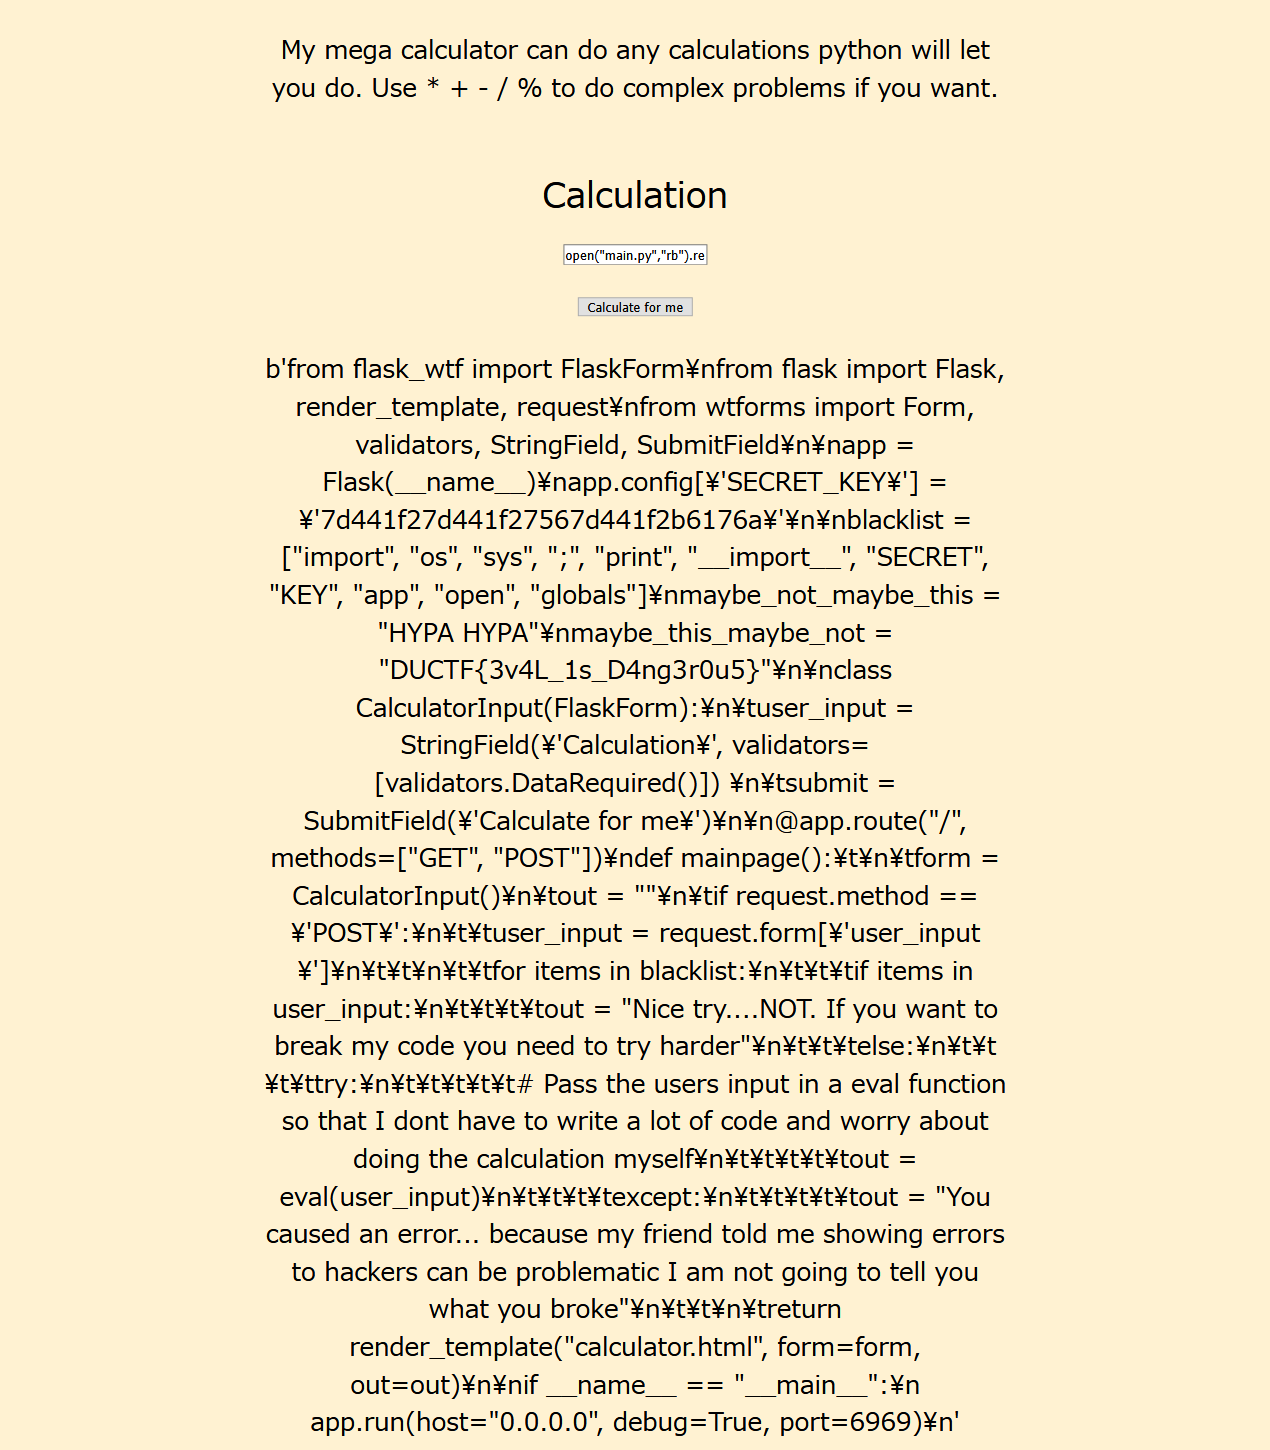 My mega calculator can do any calculations python will let
you do. Use * + - / % to do complex problems if you want.
Calculation
open("main.py","rb").re
Calculate for me
b'from flask_wtf import FlaskForm¥nfrom flask import Flask,
render_template, request¥nfrom wtforms import Form,
validators, StringField, SubmitField¥n¥napp =
Flask(__name__)¥napp.config[¥'SECRET_KEY¥'] =
¥'7d441f27d441f27567d441f2b6176a¥'¥n¥nblacklist =
["import", "os", "sys", ";", "print", "__import__", "SECRET",
"KEY", "app", "open", "globals"]¥nmaybe_not_maybe_this =
"HYPA HYPA"¥nmaybe_this_maybe_not =
"DUCTF{3v4L_1s_D4ng3r0u5}"¥n¥nclass
CalculatorInput(FlaskForm):¥n¥tuser_input =
StringField(¥'Calculation¥', validators=
[validators.DataRequired()]) ¥n¥tsubmit =
SubmitField(¥'Calculate for me¥')¥n¥n@app.route("/",
methods=["GET", "POST"])¥ndef mainpage():¥t¥n¥tform =
CalculatorInput()¥n¥tout = ""¥n¥tif request.method ==
¥'POST¥':¥n¥t¥tuser_input = request.form[¥'user_input
¥']¥n¥t¥t¥n¥t¥tfor items in blacklist:¥n¥t¥t¥tif items in
user_input:¥n¥t¥t¥t¥tout = "Nice try....NOT. If you want to
break my code you need to try harder"¥n¥t¥t¥telse:¥n¥t¥t
¥t¥ttry:¥n¥t¥t¥t¥t¥t# Pass the users input in a eval function
so that I dont have to write a lot of code and worry about
doing the calculation myself¥n¥t¥t¥t¥t¥tout =
eval(user_input)¥n¥t¥t¥t¥texcept:¥n¥t¥t¥t¥t¥tout = "You
caused an error... because my friend told me showing errors
to hackers can be problematic I am not going to tell you
what you broke"¥n¥t¥t¥n¥treturn
render_template("calculator.html", form=form,
out=out)¥n¥nif __name__ == "__main__":¥n
app.run(host="0.0.0.0", debug=True, port=6969)¥n'